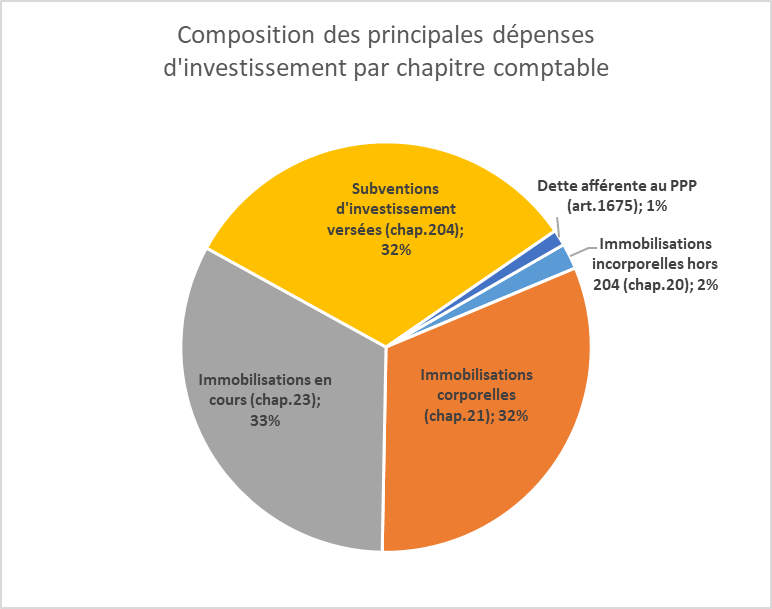 Composition des principales dépenses
d'investissement par chapitre comptable
Subventions
d'investissement
versées (chap.204);
32%
Dette afférente au PPP
(art.1675); 1%
Immobilisations
incorporelles hors
204 (chap.20); 2%
Immobilisations
corporelles
(chap.21); 32%
Immobilisations en
cours (chap.23);
33%